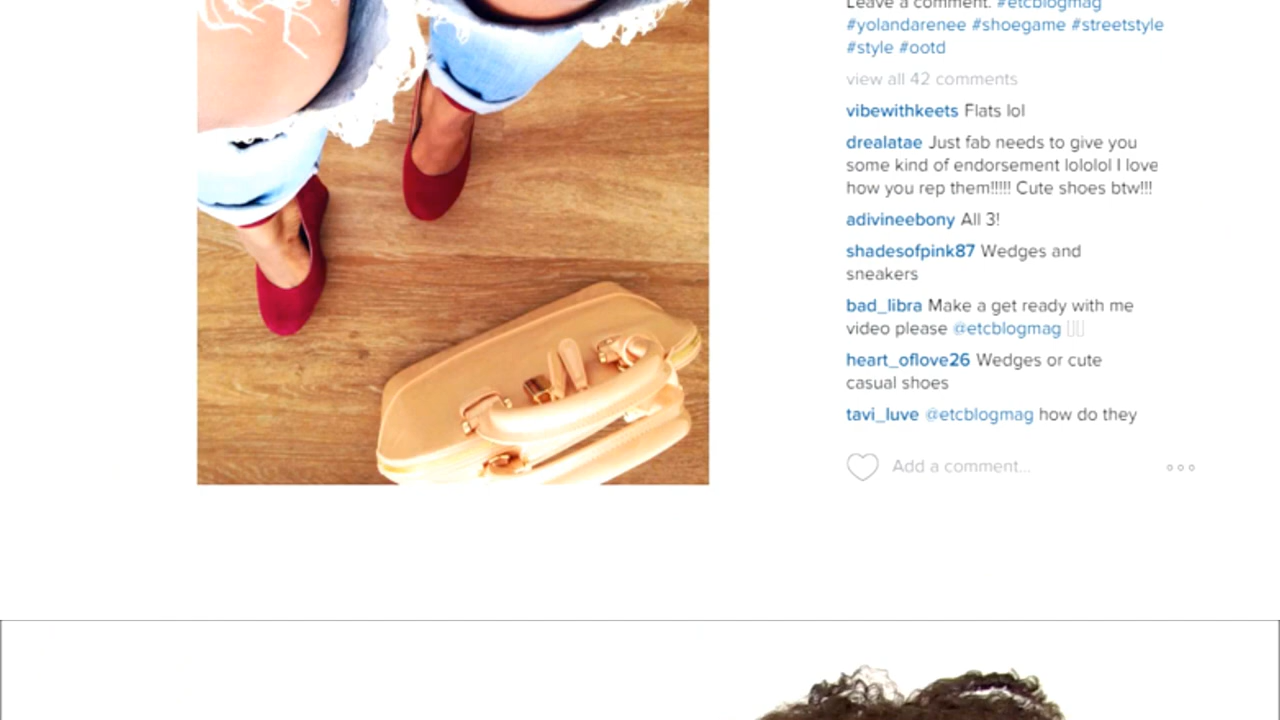 Leave a comment. #etcblogmag
#yolandarenee #shoegame #streetstyle
#style #ootd
view all 42 comments
vibewithkeets Flats lol
drealatae Just fab needs to give you
some kind of endorsement lololol I love
how you rep them!!!!! Cute shoes btw!!!
adivineebony All 3!
shadesofpink87 Wedges and
sneakers
bad_libra Make a get ready with me
video please @etcblogmag
heart_oflove26 Wedges or cute
casual shoes
tavi_luve @etcblogmag how do they
Add a comment...